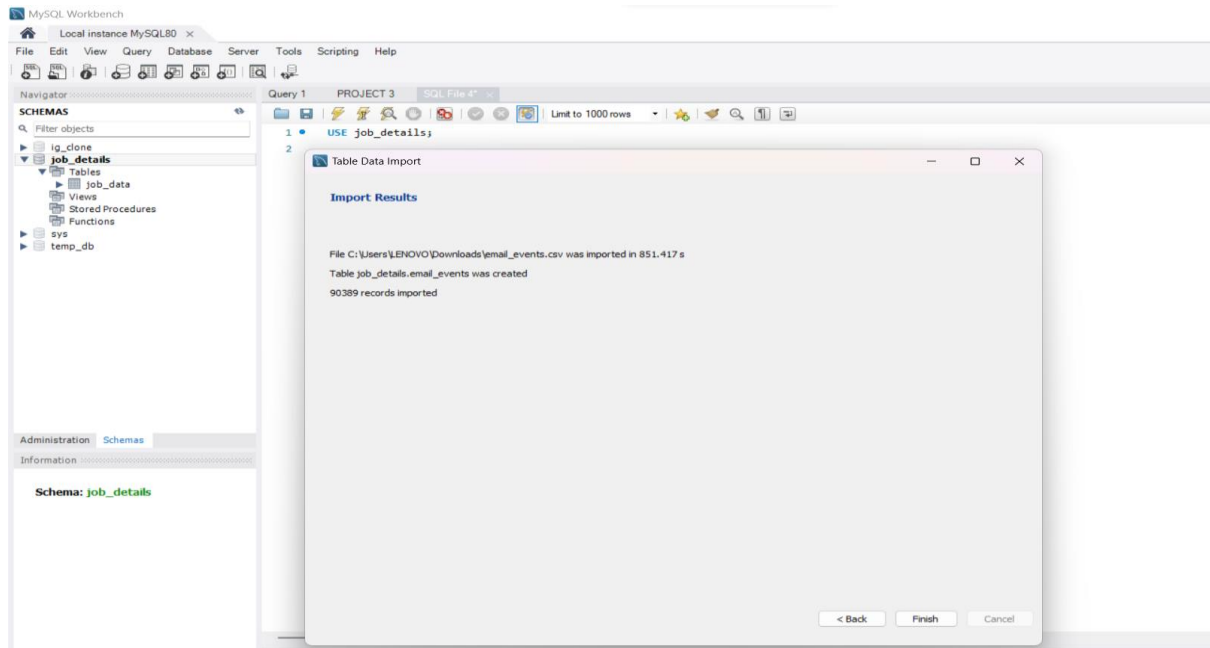 MySQL Workbench
Local instance MySQL80 ×
File Edit View Query Database Server Tools Scripting Help
Navigator
Query 1 PROJECT 3 SQL File 4* ×
SCHEMAS
Limit to 1000 rows
Filter objects
1 USE job_details;
2
ig_clone
job_details
Tables
job_data
Views
Stored Procedures
Functions
sys
temp_db
Table Data Import
Import Results
File C:\Users\LENOVO\Downloads\email_events.csv was imported in 851.417 s
Table job_details.email_events was created
90389 records imported
Administration Schemas
Information
Schema: job_details
< Back Finish Cancel